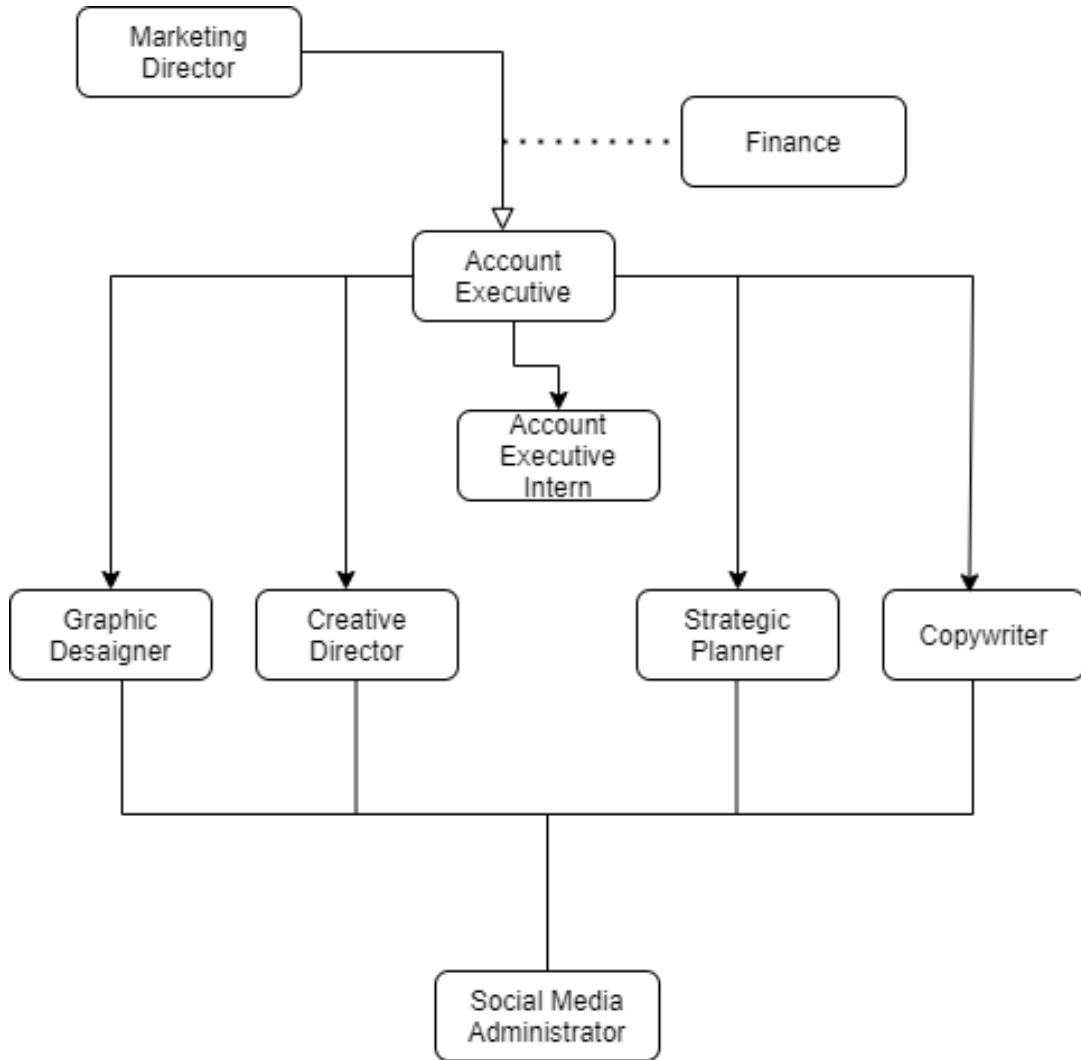 Marketing
Director
Finance
Account
Executive
Account
Executive
Intern
Graphic
Desaigner
Creative
Director
Strategic
Planner
Copywriter
Social Media
Administrator